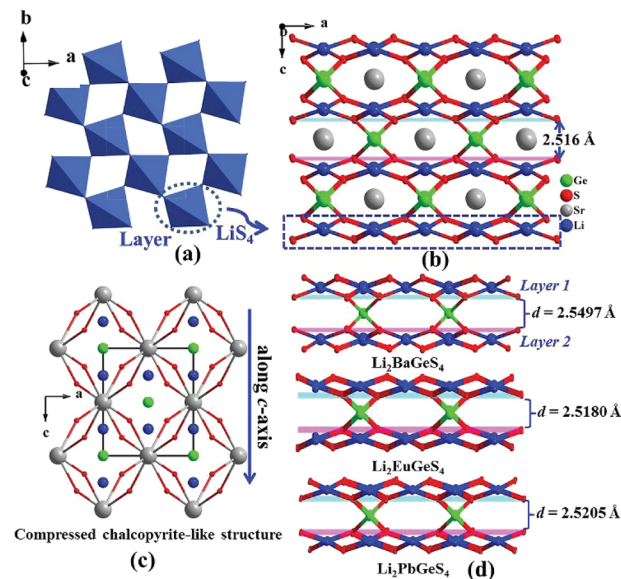 b
a
c
Layer
LiS₄
(a)
b
a
c
2.516 Å
Ge
S
Sr
Li
(b)
a
c
along c-axis
Compressed chalcopyrite-like structure
(c)
Layer 1
d = 2.5497 Å
Layer 2
Li₂BaGeS₄
d = 2.5180 Å
Li₂EuGeS₄
d = 2.5205 Å
Li₂PbGeS₄
(d)